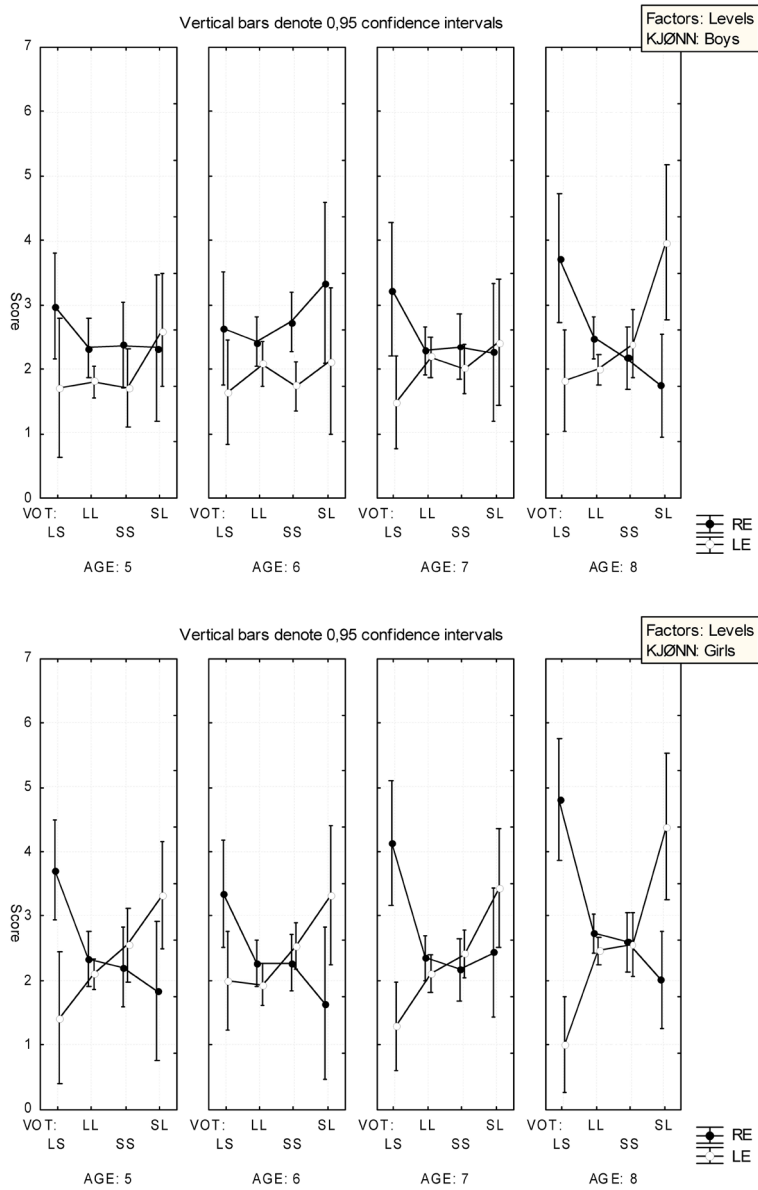 Vertical bars denote 0,95 confidence intervals
Factors: Levels
KJØNN: Boys
7
6
5
4
3
2
1
0
Score
VOT: LL SL VOT: LL SL VOT: LL SL VOT: LL SL
LS SS LS SS LS SS LS SS
AGE: 5 AGE: 6 AGE: 7 AGE: 8
RE
LE
Vertical bars denote 0,95 confidence intervals
Factors: Levels
KJØNN: Girls
7
6
5
4
3
2
1
0
Score
VOT: LL SL VOT: LL SL VOT: LL SL VOT: LL SL
LS SS LS SS LS SS LS SS
AGE: 5 AGE: 6 AGE: 7 AGE: 8
RE
LE